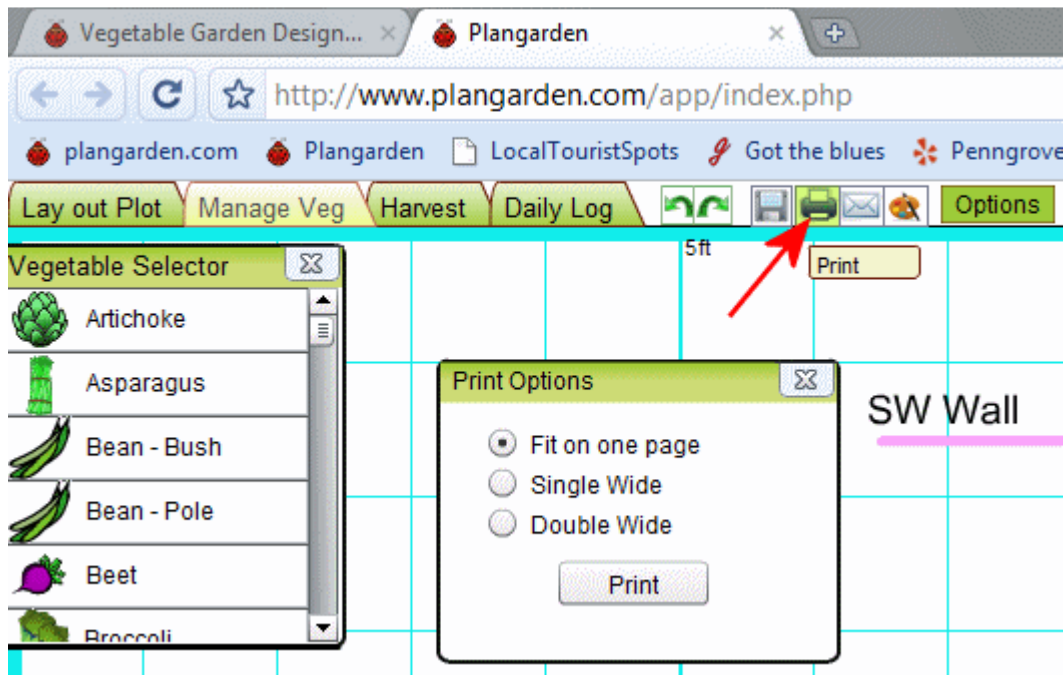 Vegetable Garden Design...
Plangarden
http://www.plangarden.com/app/index.php
plangarden.com Plangarden LocalTouristSpots Got the blues Penngrove
Lay out Plot Manage Veg Harvest Daily Log Options
5ft
Print
Vegetable Selector
Artichoke
Asparagus
Bean - Bush
Bean - Pole
Beet
Broccoli
Print Options
Fit on one page
Single Wide
Double Wide
Print
SW Wall